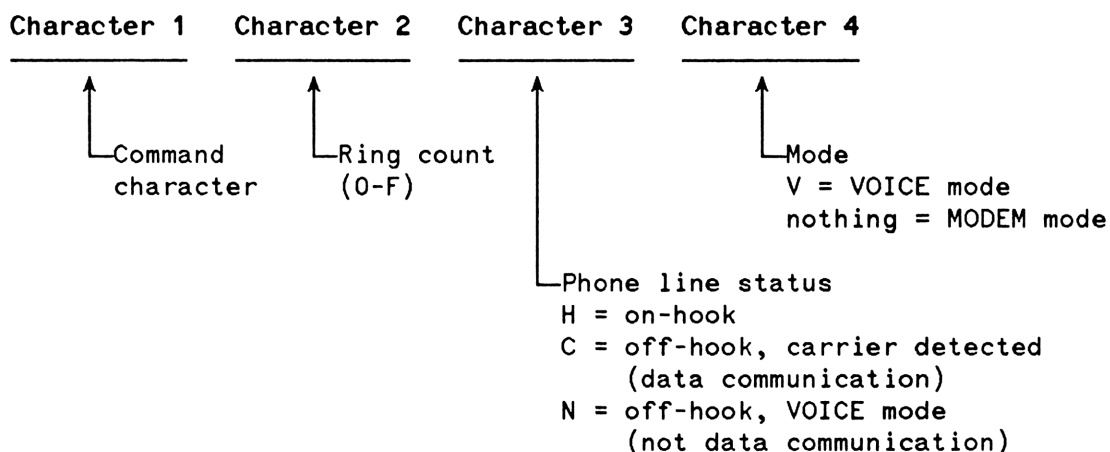 Character 1 Character 2 Character 3 Character 4
Command
character
Ring count
(0-F)
Mode
V = VOICE mode
nothing = MODEM mode
Phone line status
H = on-hook
C = off-hook, carrier detected
(data communication)
N = off-hook, VOICE mode
(not data communication)